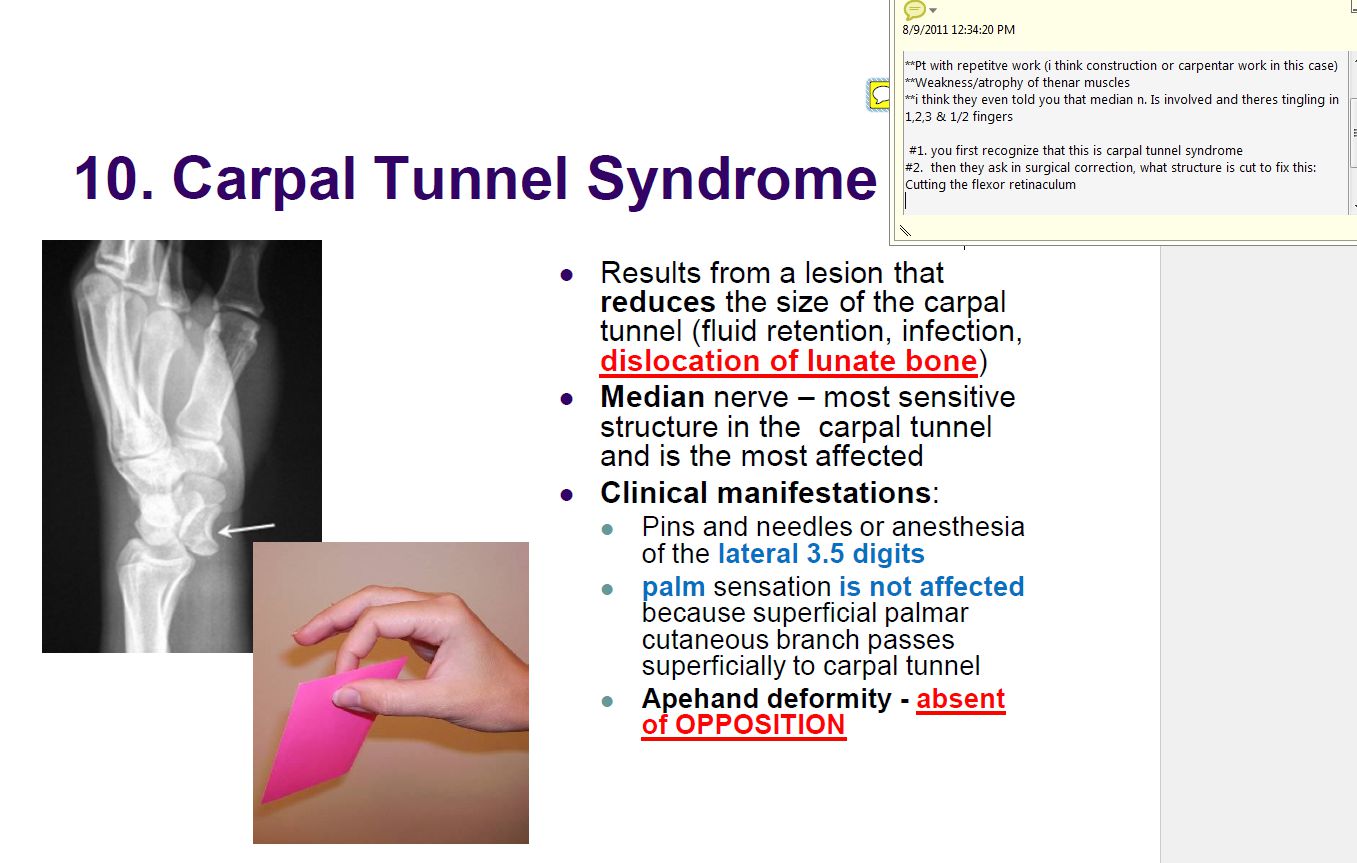 8/9/2011 12:34:20 PM
**Pt with repetitve work (i think construction or carpentar work in this case)
**Weakness/atrophy of thenar muscles
**i think they even told you that median n. Is involved and theres tingling in
1,2,3 & 1/2 fingers
#1. you first recognize that this is carpal tunnel syndrome
#2. then they ask in surgical correction, what structure is cut to fix this:
Cutting the flexor retinaculum
10. Carpal Tunnel Syndrome
Results from a lesion that
reduces the size of the carpal
tunnel (fluid retention, infection,
dislocation of lunate bone)
Median nerve – most sensitive
structure in the carpal tunnel
and is the most affected
Clinical manifestations:
Pins and needles or anesthesia
of the lateral 3.5 digits
palm sensation is not affected
because superficial palmar
cutaneous branch passes
superficially to carpal tunnel
Apehand deformity - absent
of OPPOSITION